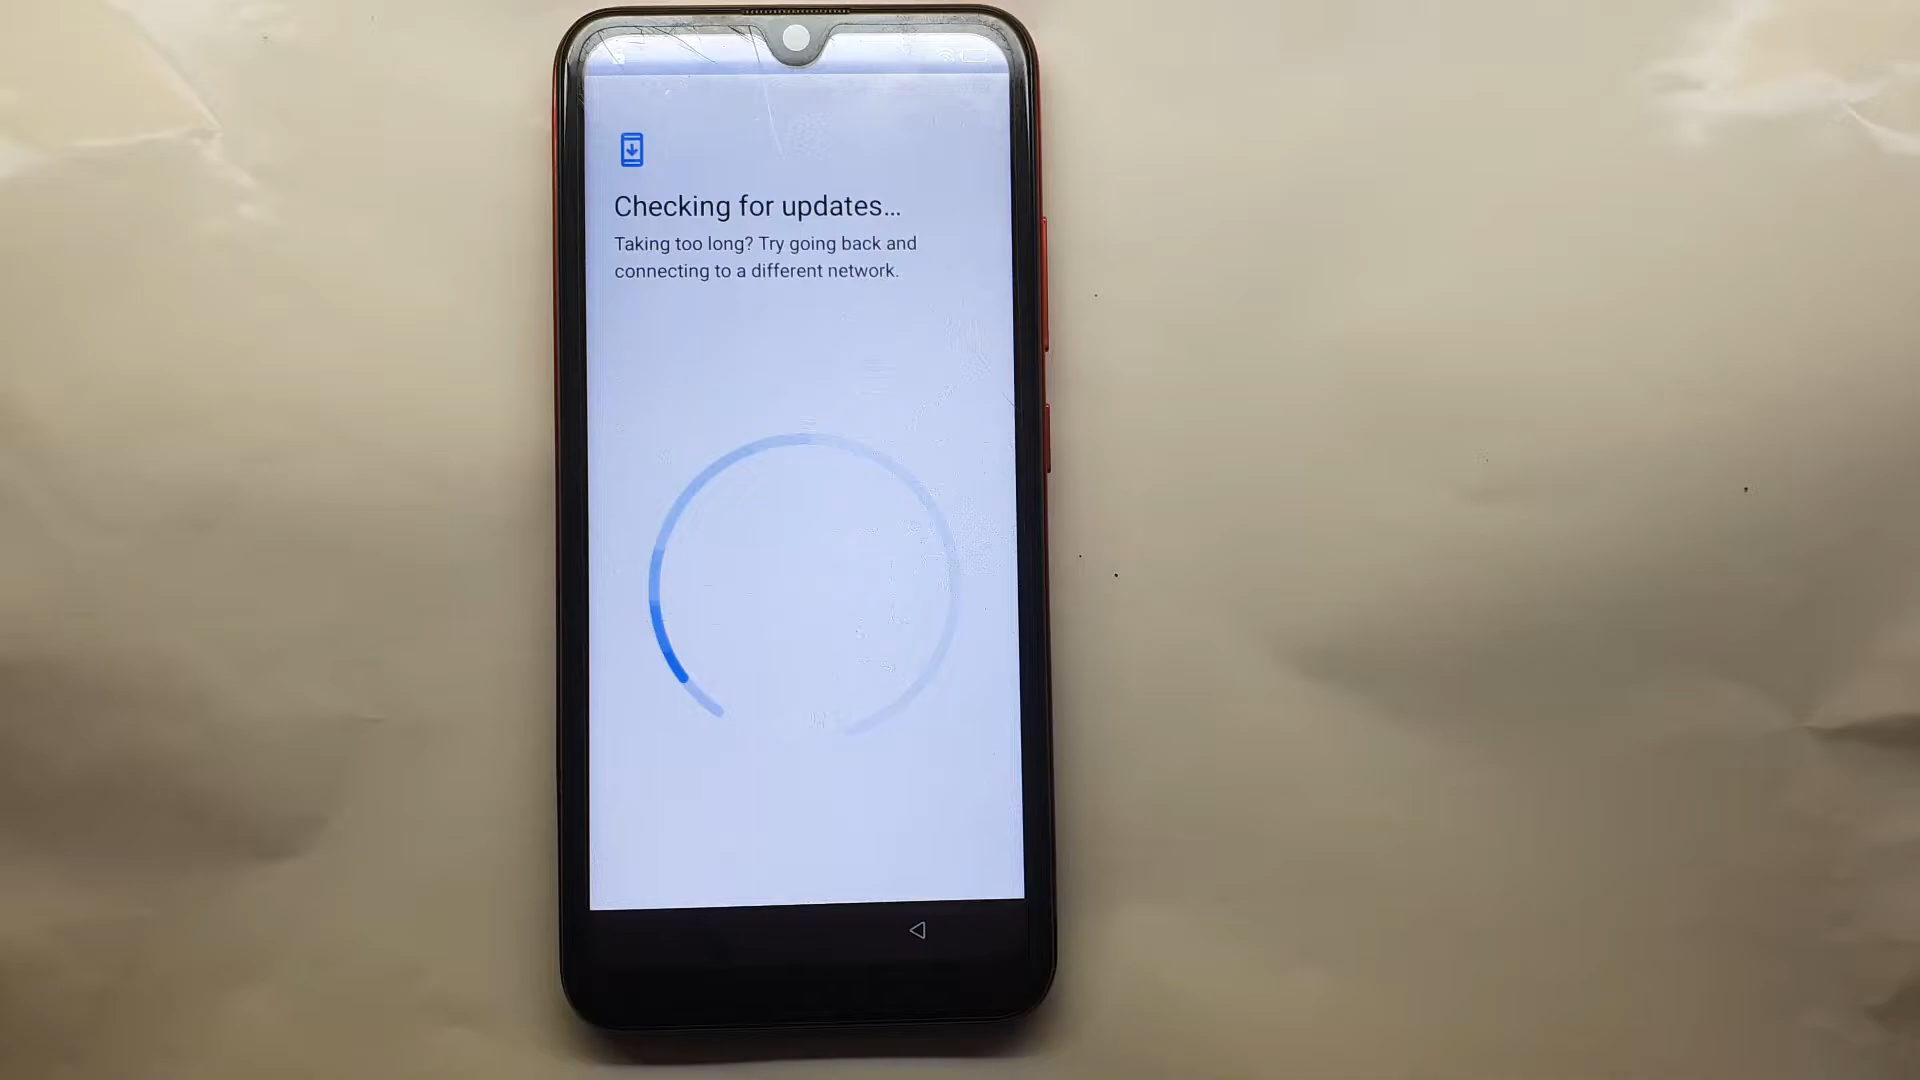 Checking for updates…
Taking too long? Try going back and
connecting to a different network.